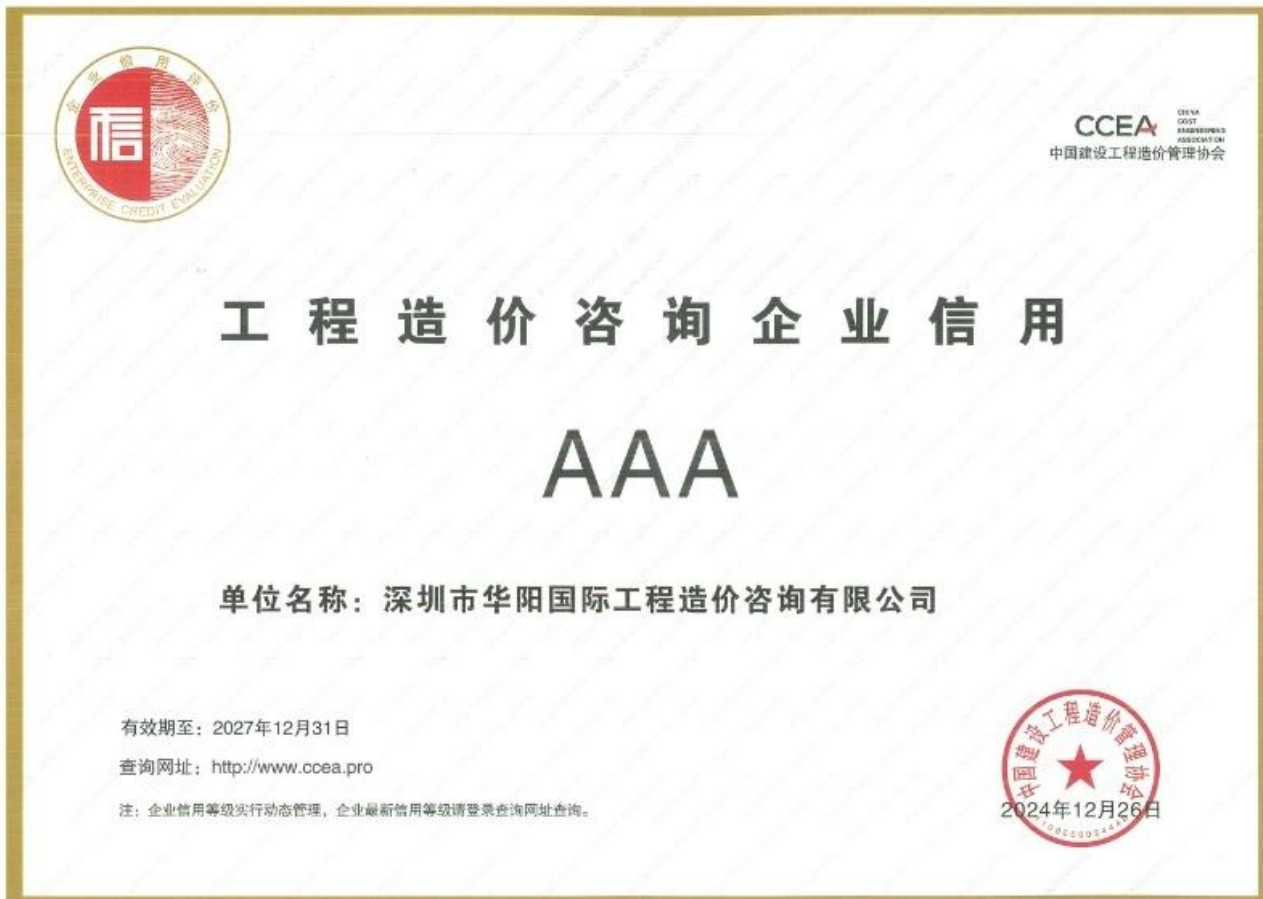 企业信用评价
信
ENTERPRISE CREDIT EVALUATION
CCEA
CHINA
COST
ENGINEERING
ASSOCIATION
中国建设工程造价管理协会
工程造价咨询企业信用
AAA
单位名称：深圳市华阳国际工程造价咨询有限公司
有效期至：2027年12月31日
查询网址：http://www.ccea.pro
注：企业信用等级实行动态管理，企业最新信用等级请登录查询网址查询。
中国建设工程造价管理协会
2024年12月26日